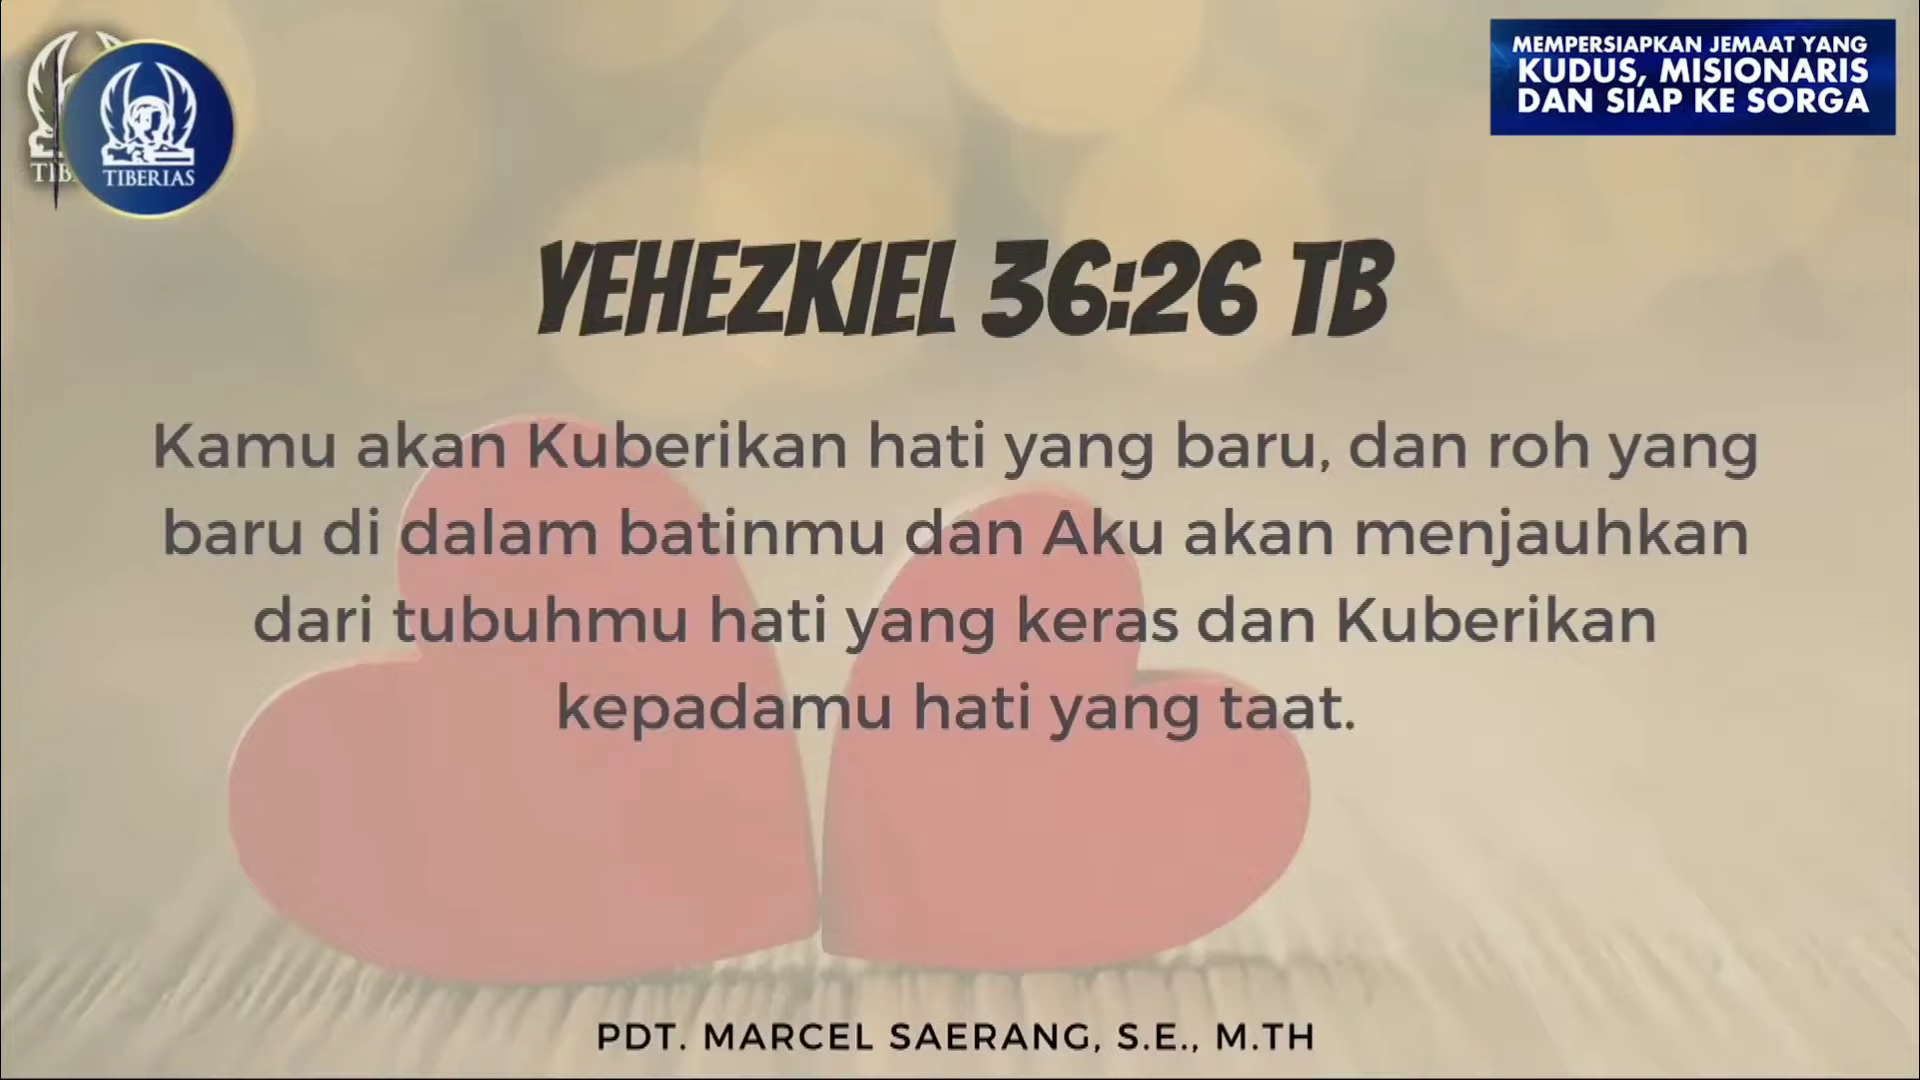 TIB
TIBERIAS
MEMPERSIAPKAN JEMAAT YANG
KUDUS, MISIONARIS
DAN SIAP KE SORGA
YEHEZKIEL 36:26 TB
Kamu akan Kuberikan hati yang baru, dan roh yang
baru di dalam batinmu dan Aku akan menjauhkan
dari tubuhmu hati yang keras dan Kuberikan
kepadamu hati yang taat.
PDT. MARCEL SAERANG, S.E., M.TH